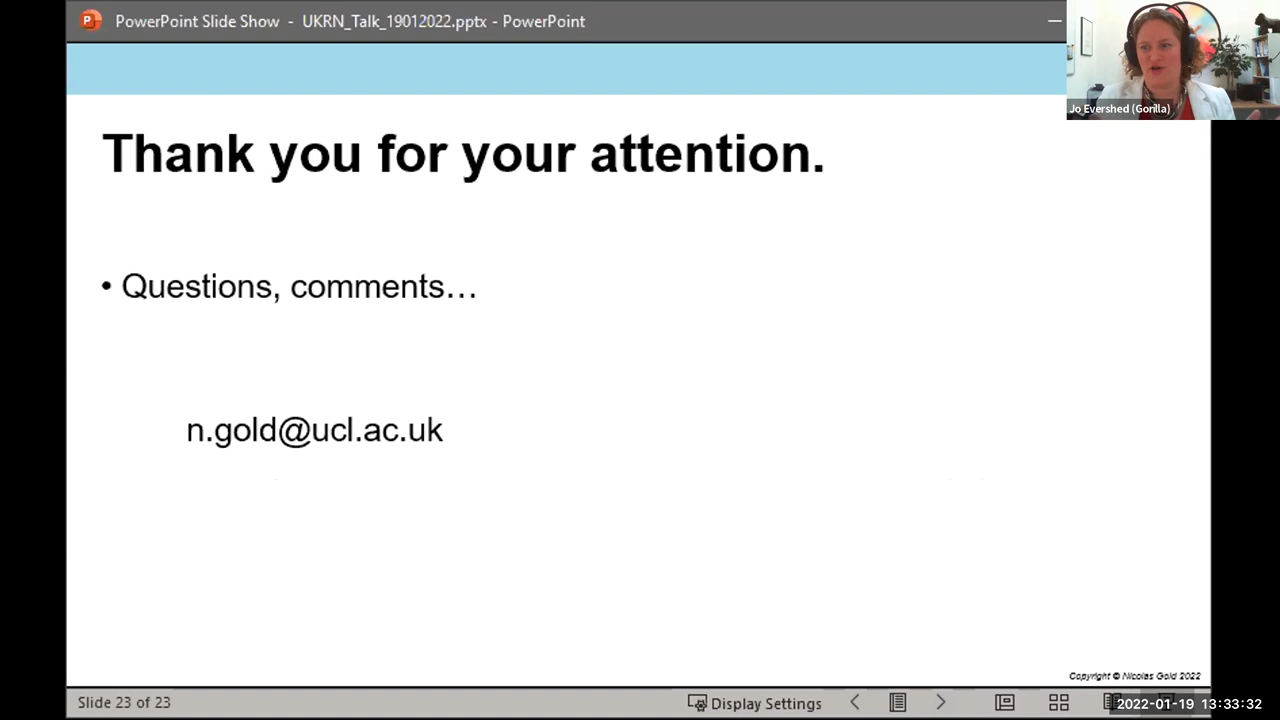 PowerPoint Slide Show - UKRN_Talk_19012022.pptx - PowerPoint
Jo Evershed (Gorilla)
Thank you for your attention.
• Questions, comments…
n.gold@ucl.ac.uk
Copyright © Nicolas Gold 2022
Slide 23 of 23
Display Settings
2022-01-19 13:33:32